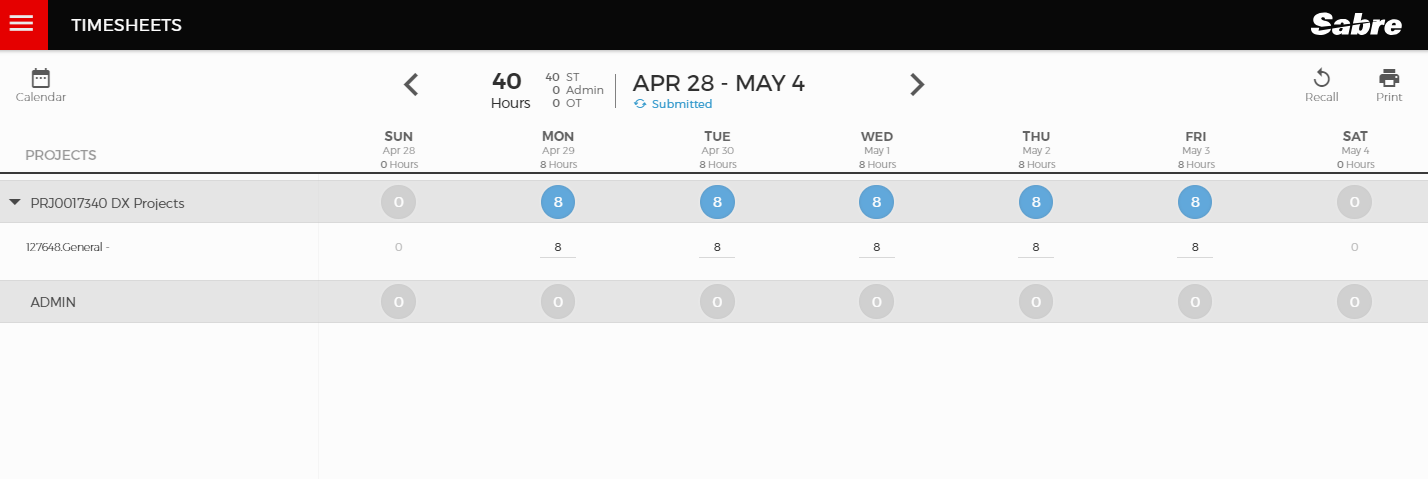 TIMESHEETS
Sabre
Calendar
40 Hours
40 ST
0 Admin
0 OT
APR 28 - MAY 4
Submitted
Recall
Print
PROJECTS
SUN MON TUE WED THU FRI SAT
Apr 28 Apr 29 Apr 30 May 1 May 2 May 3 May 4
0 Hours 8 Hours 8 Hours 8 Hours 8 Hours 8 Hours 0 Hours
PRJ0017340 DX Projects 0 8 8 8 8 8 0
127648.General - 0 8 8 8 8 8 0
ADMIN 0 0 0 0 0 0 0